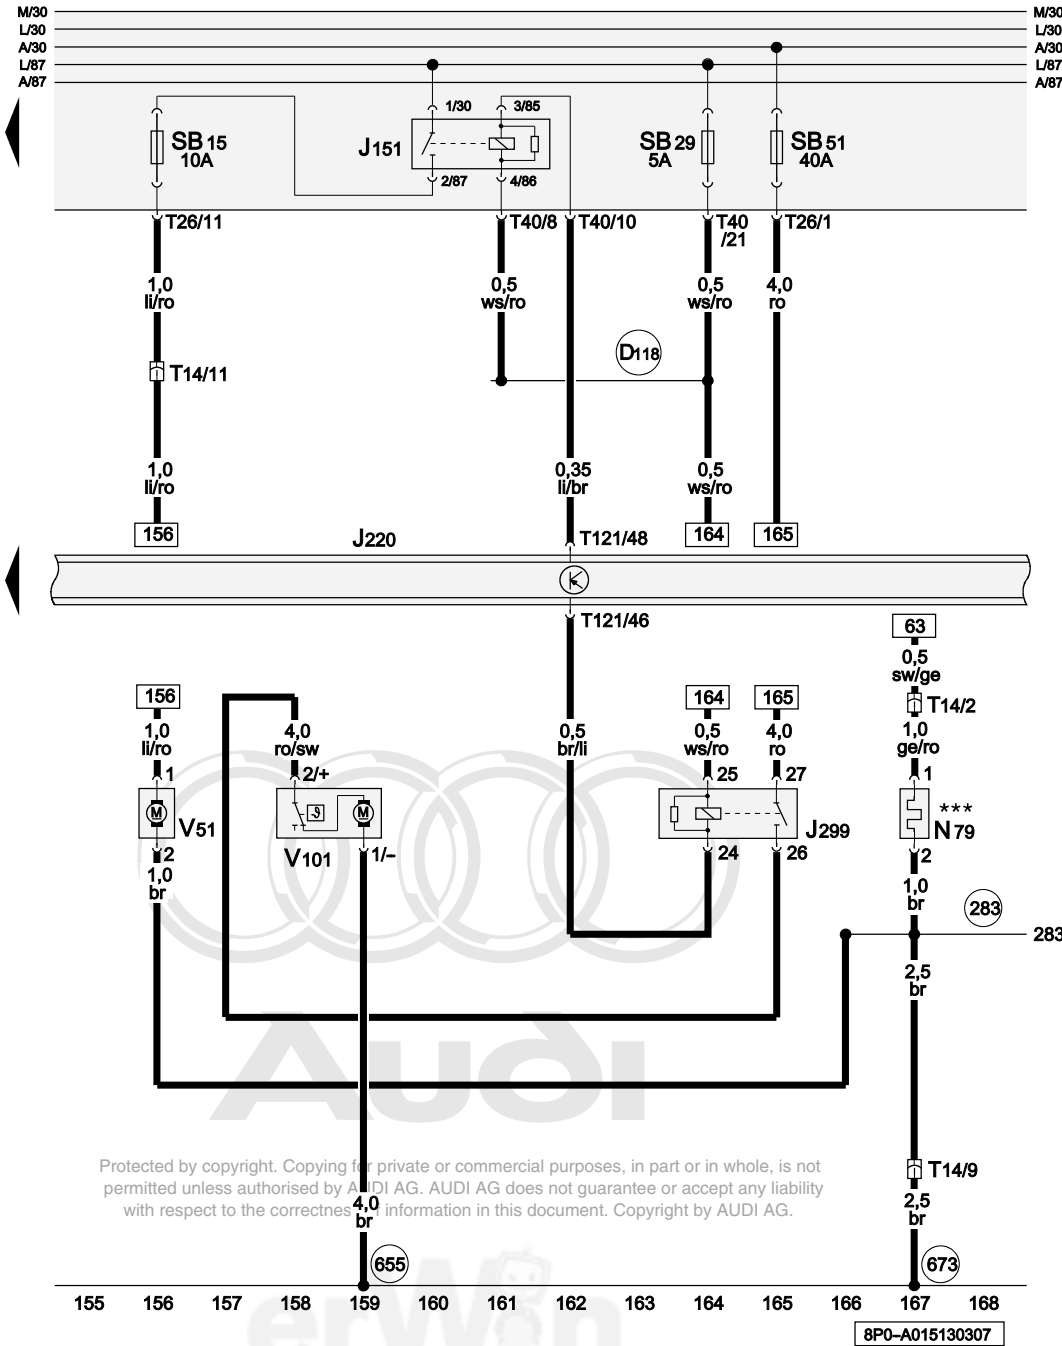 M/30 M/30
L/30 L/30
A/30 A/30
L/87 L/87
A/87 A/87
1/30 3/85
SB 15 10A
J151
SB 29 5A
SB 51 40A
2/87 4/86
T26/11 T40/8 T40/10 T40 /21 T26/1
1,0 li/ro
0,5 ws/ro
0,5 ws/ro
4,0 ro
D118
T14/11
1,0 li/ro
0,35 li/br
0,5 ws/ro
156 164 165
J220
T121/48
T121/46
63
0,5 sw/ge
T14/2
156 164 165
1,0 li/ro
4,0 ro/sw
0,5 br/li
0,5 ws/ro
4,0 ro
1,0 ge/ro
1 2/+ 25 27 1
M M
V51
V101
J299
***
N79
2 1/– 24 26 2
1,0 br
1,0 br
283
283
2,5 br
Audi
Protected by copyright. Copying for private or commercial purposes, in part or in whole, is not
permitted unless authorised by AUDI AG. AUDI AG does not guarantee or accept any liability
with respect to the correctness of information in this document. Copyright by AUDI AG.
T14/9
4,0 br
2,5 br
655 673
155 156 157 158 159 160 161 162 163 164 165 166 167 168
erWin
8P0–A015130307